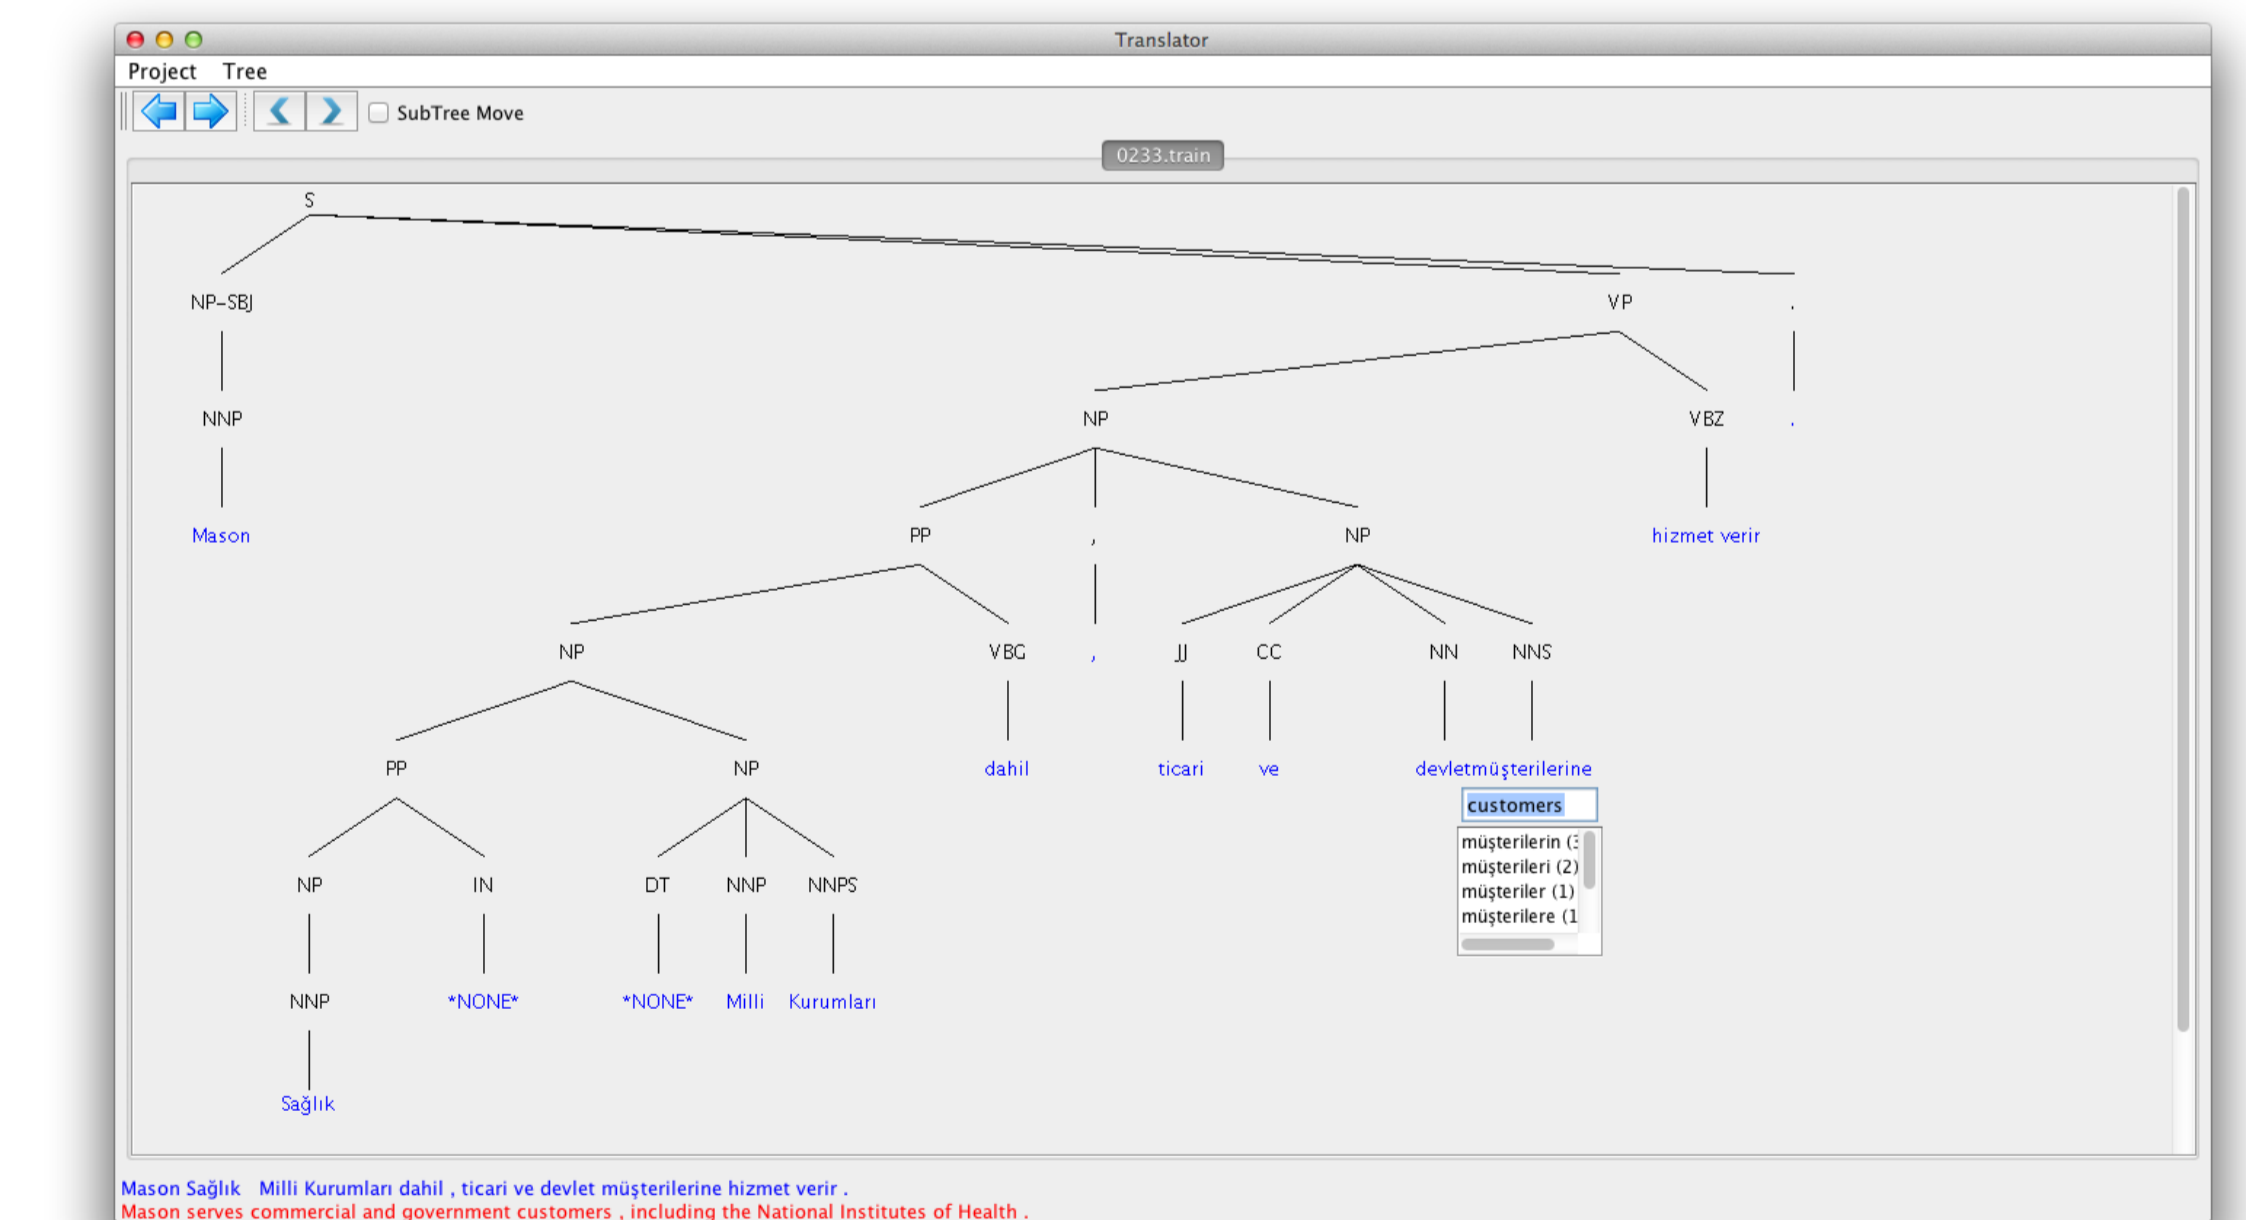 Translator
Project Tree
SubTree Move
0233.train
S
NP-SBJ VP .
NNP NP VBZ .
Mason PP , NP hizmet verir
NP VBG , JJ CC NN NNS
PP NP dahil ticari ve devletmüşterilerine
customers
müşterilerin (3
müşterileri (2)
müşteriler (1)
müşterilere (1
NP IN DT NNP NNPS
NNP *NONE* *NONE* Milli Kurumları
Sağlık
Mason Sağlık Milli Kurumları dahil , ticari ve devlet müşterilerine hizmet verir .
Mason serves commercial and government customers , including the National Institutes of Health .